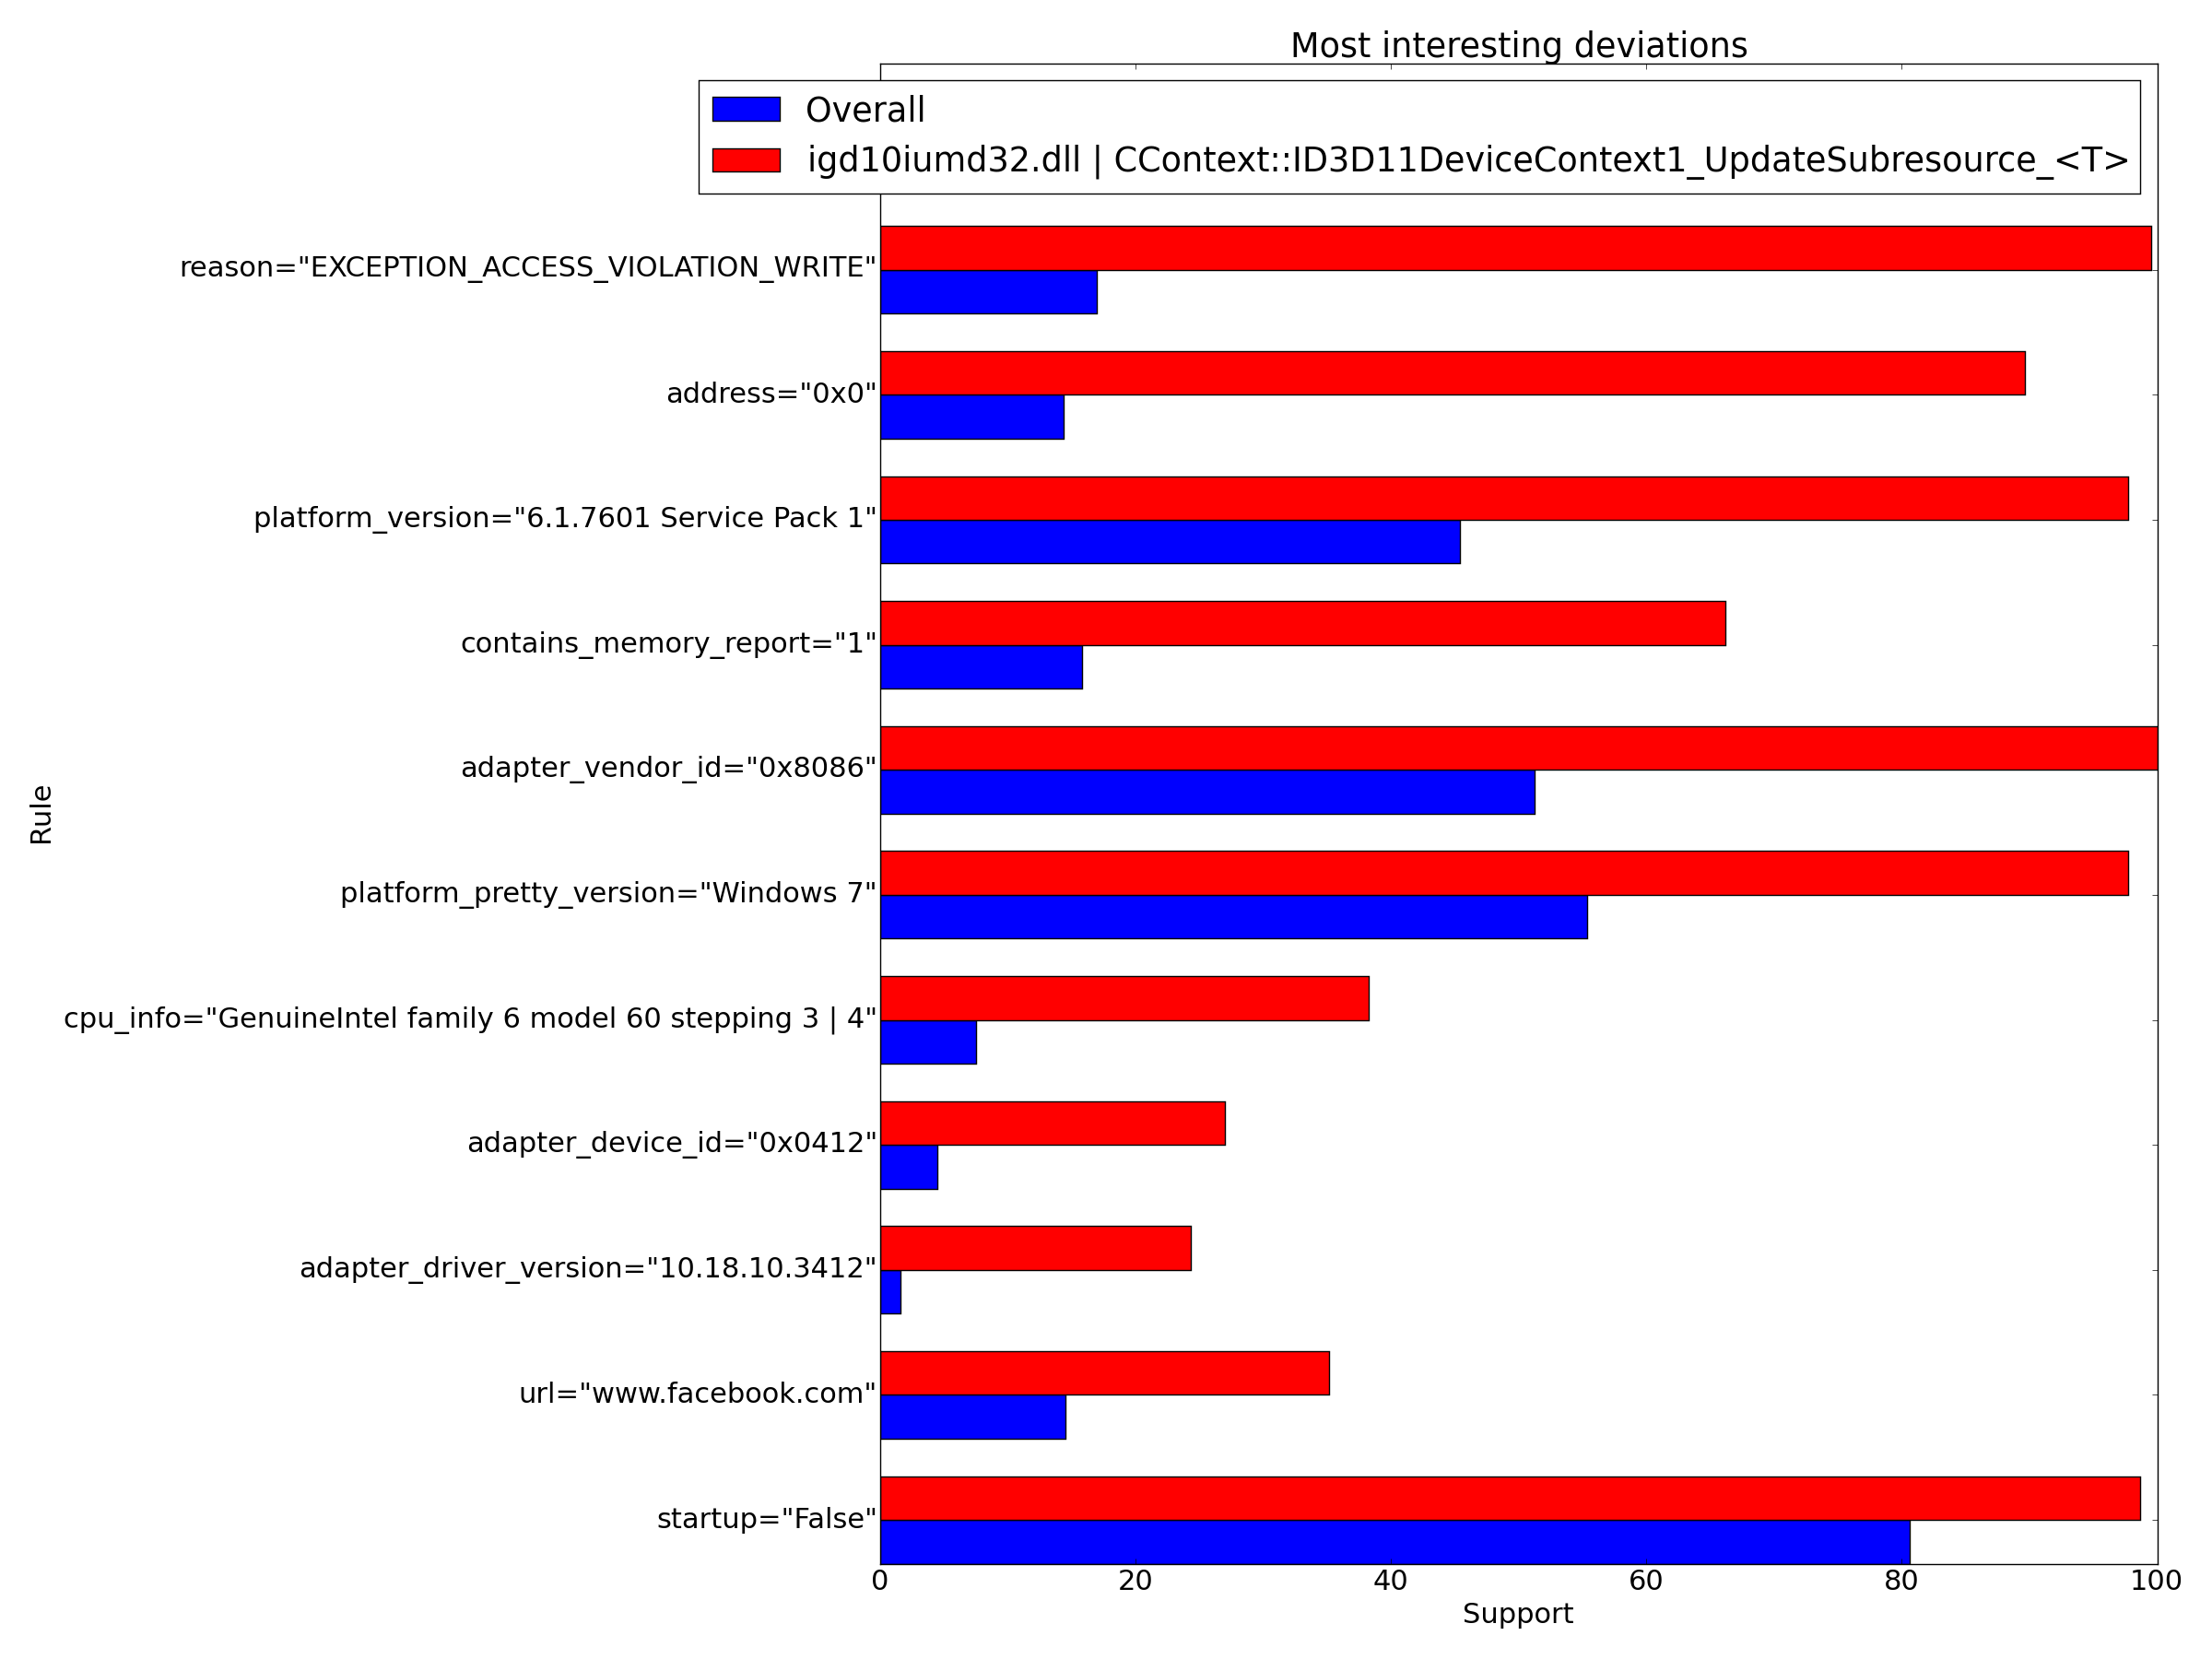 Most interesting deviations
Overall
igd10iumd32.dll | CContext::ID3D11DeviceContext1_UpdateSubresource_<T>
reason="EXCEPTION_ACCESS_VIOLATION_WRITE"
address="0x0"
platform_version="6.1.7601 Service Pack 1"
contains_memory_report="1"
adapter_vendor_id="0x8086"
platform_pretty_version="Windows 7"
cpu_info="GenuineIntel family 6 model 60 stepping 3 | 4"
adapter_device_id="0x0412"
adapter_driver_version="10.18.10.3412"
url="www.facebook.com"
startup="False"
Rule
0 20 40 60 80 100
Support